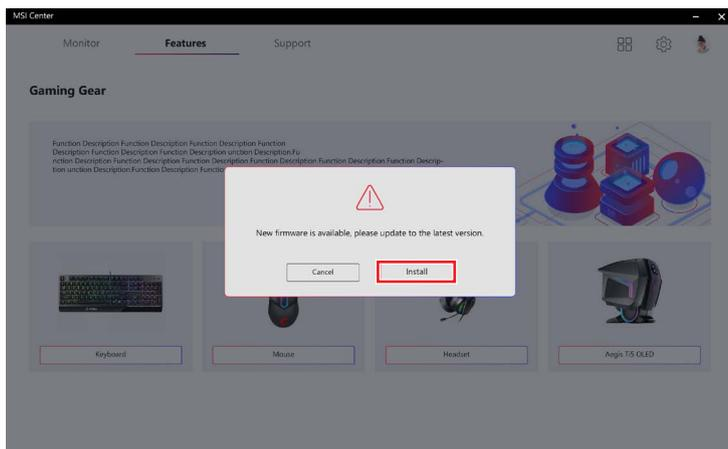 MSI Center
Monitor Features Support
Gaming Gear
Function Description Function Description Function Description Function
Description Function Description Function Description unction Description.Fu
nction Description Function Description Function Description Function Description Function Description Function Descrip-
tion unction Description.Function Description Function
New firmware is available, please update to the latest version.
Cancel Install
Keyboard Mouse Headset Aegis Ti5 OLED